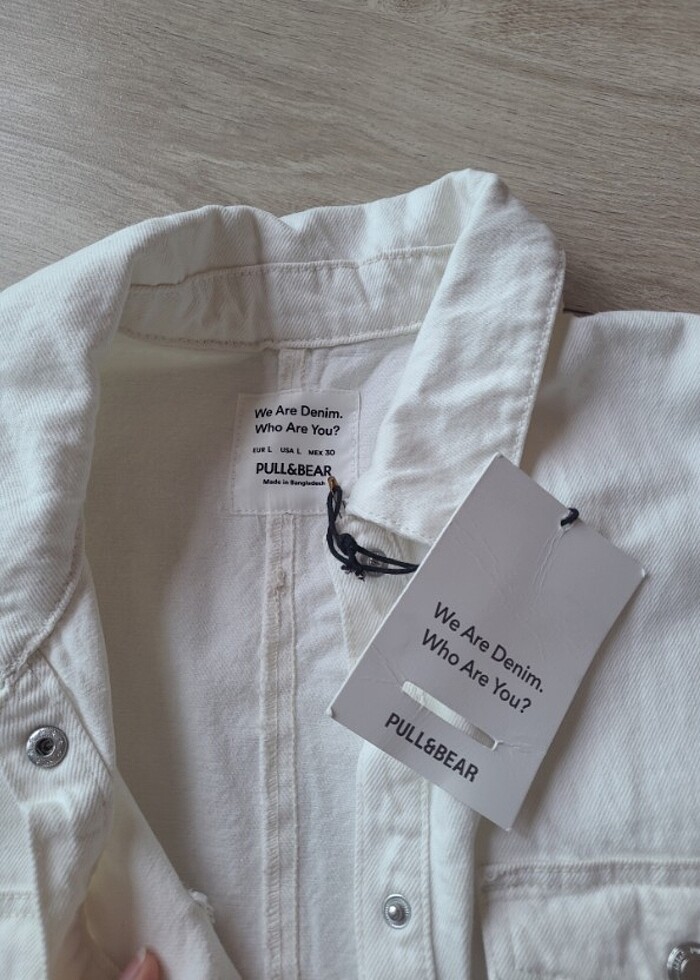 We Are Denim.
Who Are You?
EUR L USA L MEX 30
PULL&BEAR
Made in Bangladesh
We Are Denim.
Who Are You?
PULL&BEAR